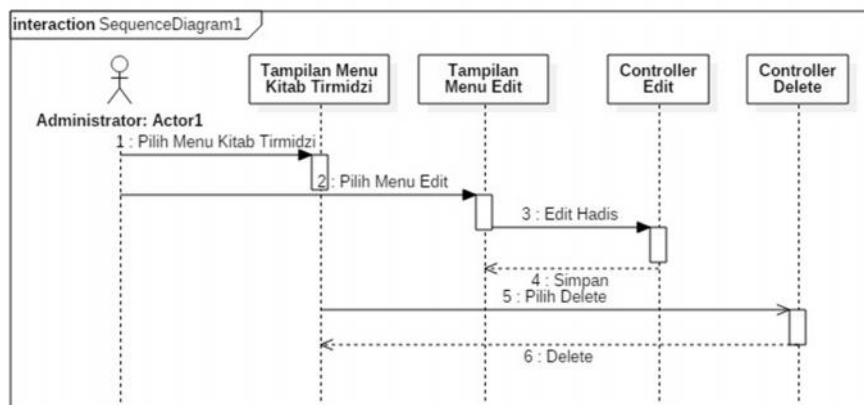 interaction SequenceDiagram1
Tampilan Menu
Kitab Tirmidzi
Tampilan
Menu Edit
Controller
Edit
Controller
Delete
Administrator: Actor1
1 : Pilih Menu Kitab Tirmidzi
2 : Pilih Menu Edit
3 : Edit Hadis
4 : Simpan
5 : Pilih Delete
6 : Delete